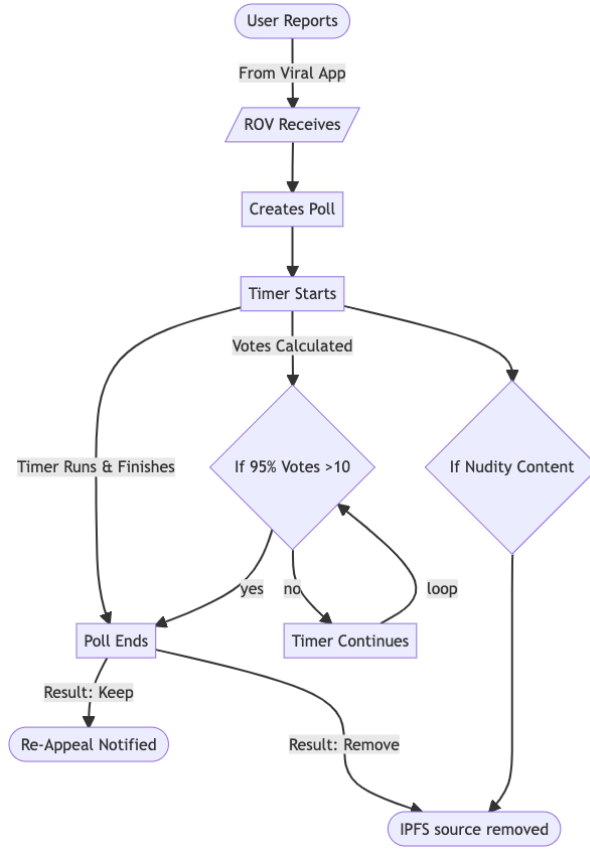 User Reports
From Viral App
ROV Receives
Creates Poll
Timer Starts
Votes Calculated
Timer Runs & Finishes
If 95% Votes >10
If Nudity Content
yes
no
loop
Poll Ends
Timer Continues
Result: Keep
Re-Appeal Notified
Result: Remove
IPFS source removed